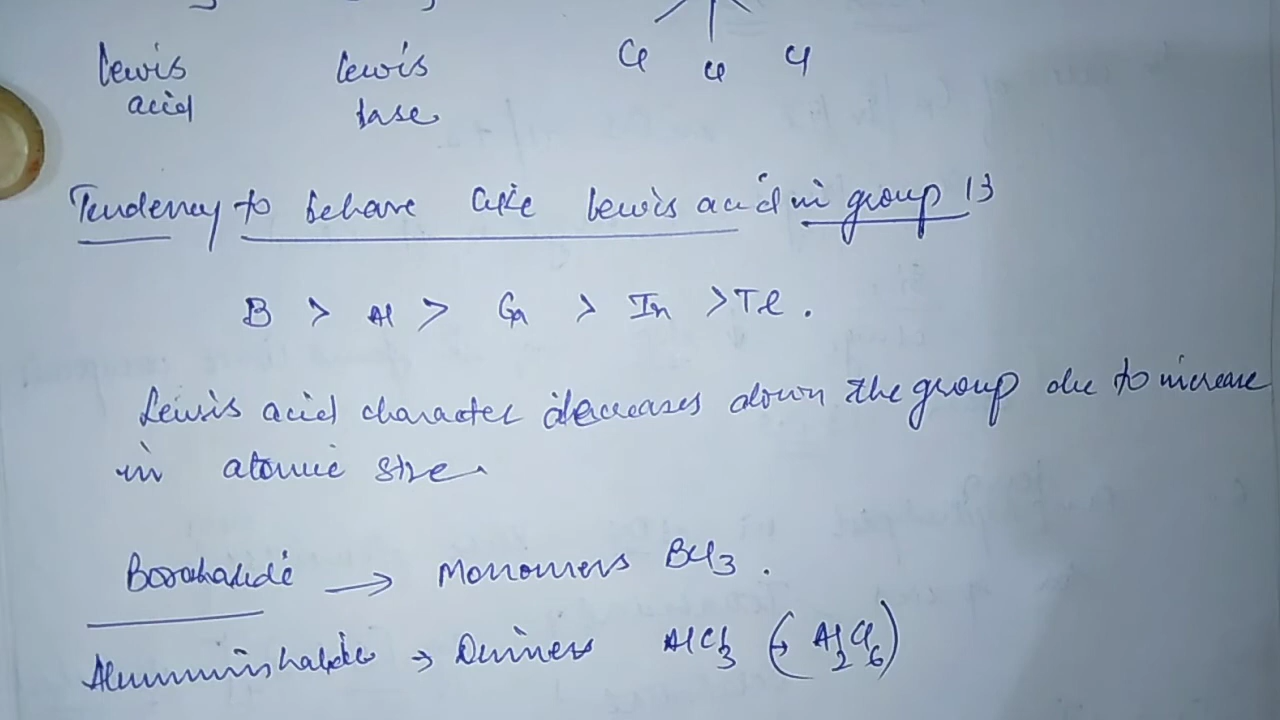 Cl Cl Cl
Lewis Lewis
acid base
Tendency to behave like lewis acid in group 13
B > Al > Ga > In > Tl.
Lewis acid character decreases down the group due to increase
in atomic size.
Boronhalide → Monomers BCl3.
Aluminium halide → Dimers AlCl3 (→ Al2Cl6)